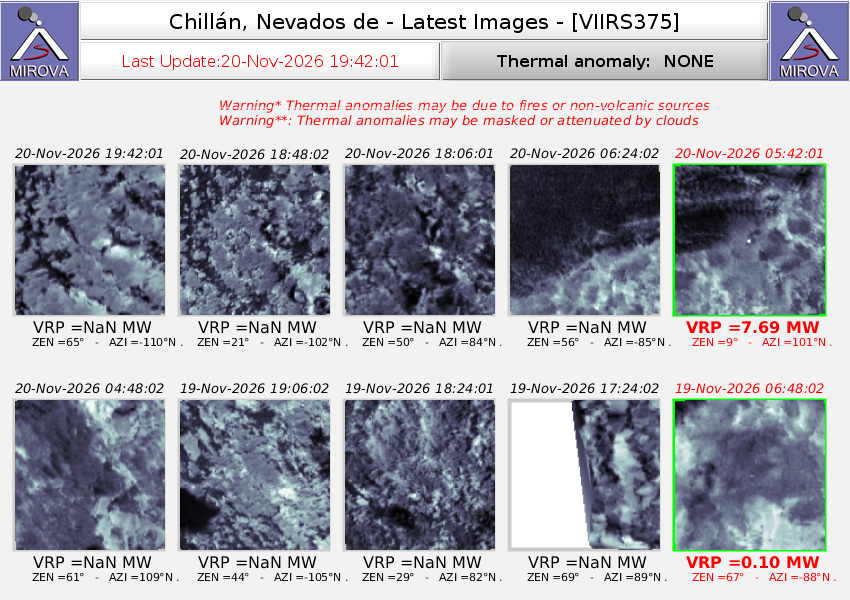 Chillán, Nevados de - Latest Images - [VIIRS375]
MIROVA
Last Update:20-Nov-2026 19:42:01
Thermal anomaly: NONE
MIROVA
Warning* Thermal anomalies may be due to fires or non-volcanic sources
Warning**: Thermal anomalies may be masked or attenuated by clouds
20-Nov-2026 19:42:01 20-Nov-2026 18:48:02 20-Nov-2026 18:06:01 20-Nov-2026 06:24:02 20-Nov-2026 05:42:01
VRP =NaN MW VRP =NaN MW VRP =NaN MW VRP =NaN MW VRP =7.69 MW
ZEN =65° - AZI =-110°N . ZEN =21° - AZI =-102°N . ZEN =50° - AZI =84°N . ZEN =56° - AZI =-85°N . ZEN =9° - AZI =101°N .
20-Nov-2026 04:48:02 19-Nov-2026 19:06:02 19-Nov-2026 18:24:01 19-Nov-2026 17:24:02 19-Nov-2026 06:48:02
VRP =NaN MW VRP =NaN MW VRP =NaN MW VRP =NaN MW VRP =0.10 MW
ZEN =61° - AZI =109°N . ZEN =44° - AZI =-105°N . ZEN =29° - AZI =82°N . ZEN =69° - AZI =89°N . ZEN =67° - AZI =-88°N .